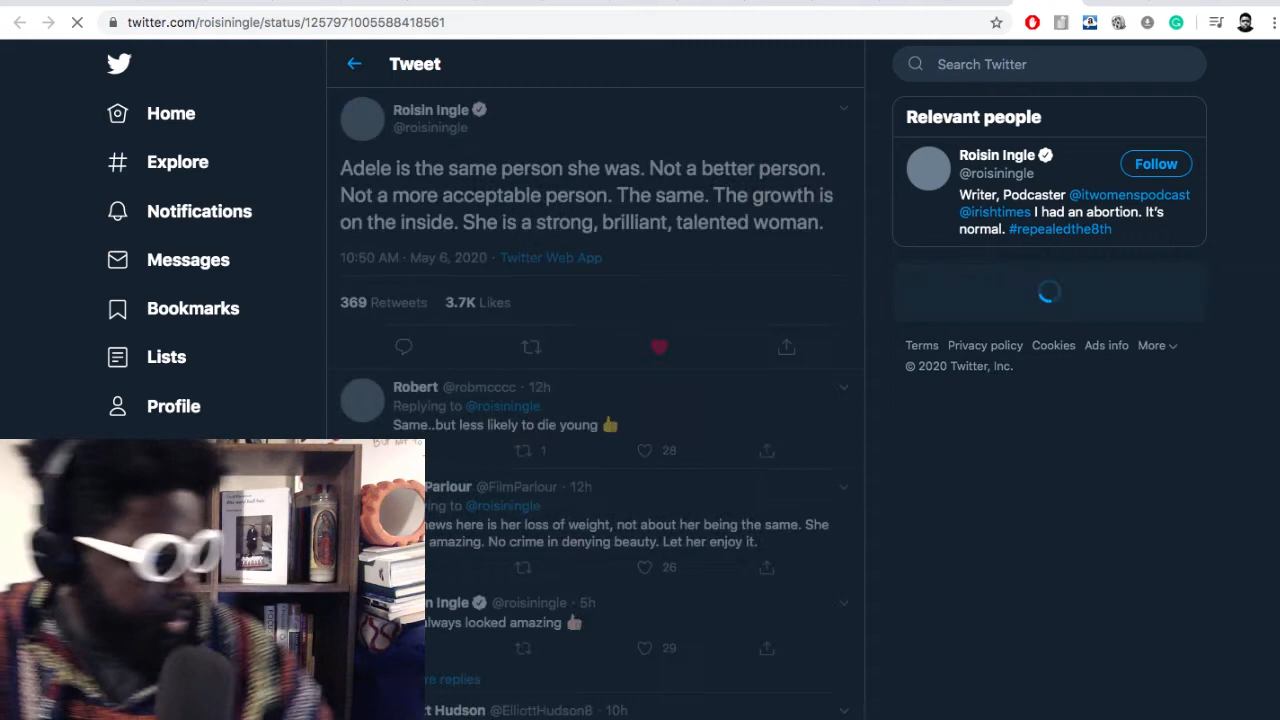 twitter.com/roisiningle/status/1257971005588418561
Home
Explore
Notifications
Messages
Bookmarks
Lists
Profile
Tweet
Roisin Ingle
@roisiningle
Adele is the same person she was. Not a better person.
Not a more acceptable person. The same. The growth is
on the inside. She is a strong, brilliant, talented woman.
10:50 AM · May 6, 2020 · Twitter Web App
369 Retweets 3.7K Likes
Robert @robmcccc · 12h
Replying to @roisiningle
Same..but less likely to die young 👍
1 28
Parlour @FilmParlour · 12h
ing to @roisiningle
news here is her loss of weight, not about her being the same. She
amazing. No crime in denying beauty. Let her enjoy it.
26
n Ingle @roisiningle · 5h
always looked amazing 👍
29
re replies
tt Hudson @ElliottHudson8 · 10h
Search Twitter
Relevant people
Roisin Ingle
@roisiningle
Follow
Writer, Podcaster @itwomenspodcast
@irishtimes I had an abortion. It's
normal. #repealedthe8th
Terms Privacy policy Cookies Ads info More
© 2020 Twitter, Inc.